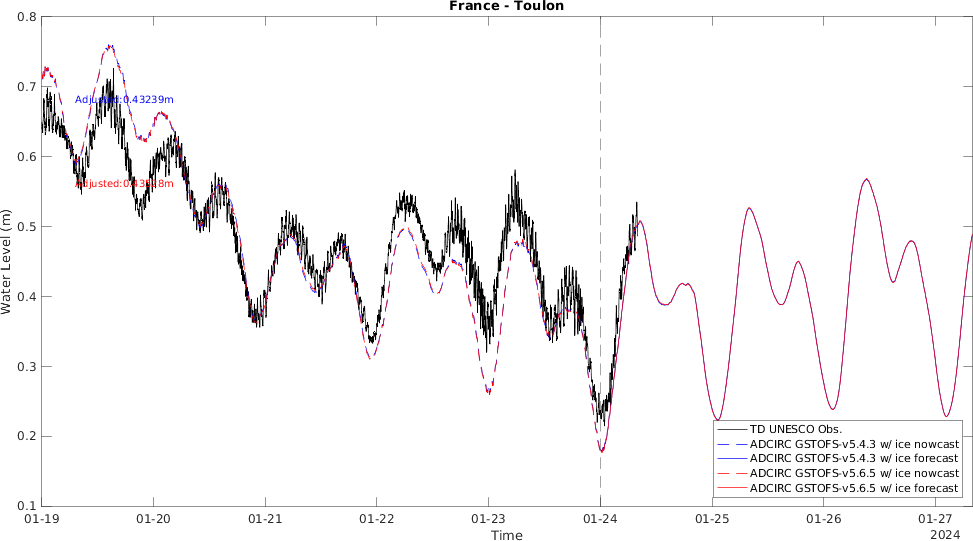 France - Toulon
Water Level (m)
0.8
0.7
0.6
0.5
0.4
0.3
0.2
0.1
Adjusted:0.43239m
TD UNESCO Obs.
ADCIRC GSTOFS-v5.4.3 w/ ice nowcast
ADCIRC GSTOFS-v5.4.3 w/ ice forecast
ADCIRC GSTOFS-v5.6.5 w/ ice nowcast
ADCIRC GSTOFS-v5.6.5 w/ ice forecast
01-19 01-20 01-21 01-22 01-23 01-24 01-25 01-26 01-27
Time
2024